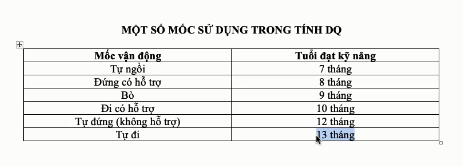 MỘT SỐ MỐC SỬ DỤNG TRONG TÍNH DQ
Mốc vận động Tuổi đạt kỹ năng
Tự ngồi 7 tháng
Đứng có hỗ trợ 8 tháng
Bò 9 tháng
Đi có hỗ trợ 10 tháng
Tự đứng (không hỗ trợ) 12 tháng
Tự đi 13 tháng